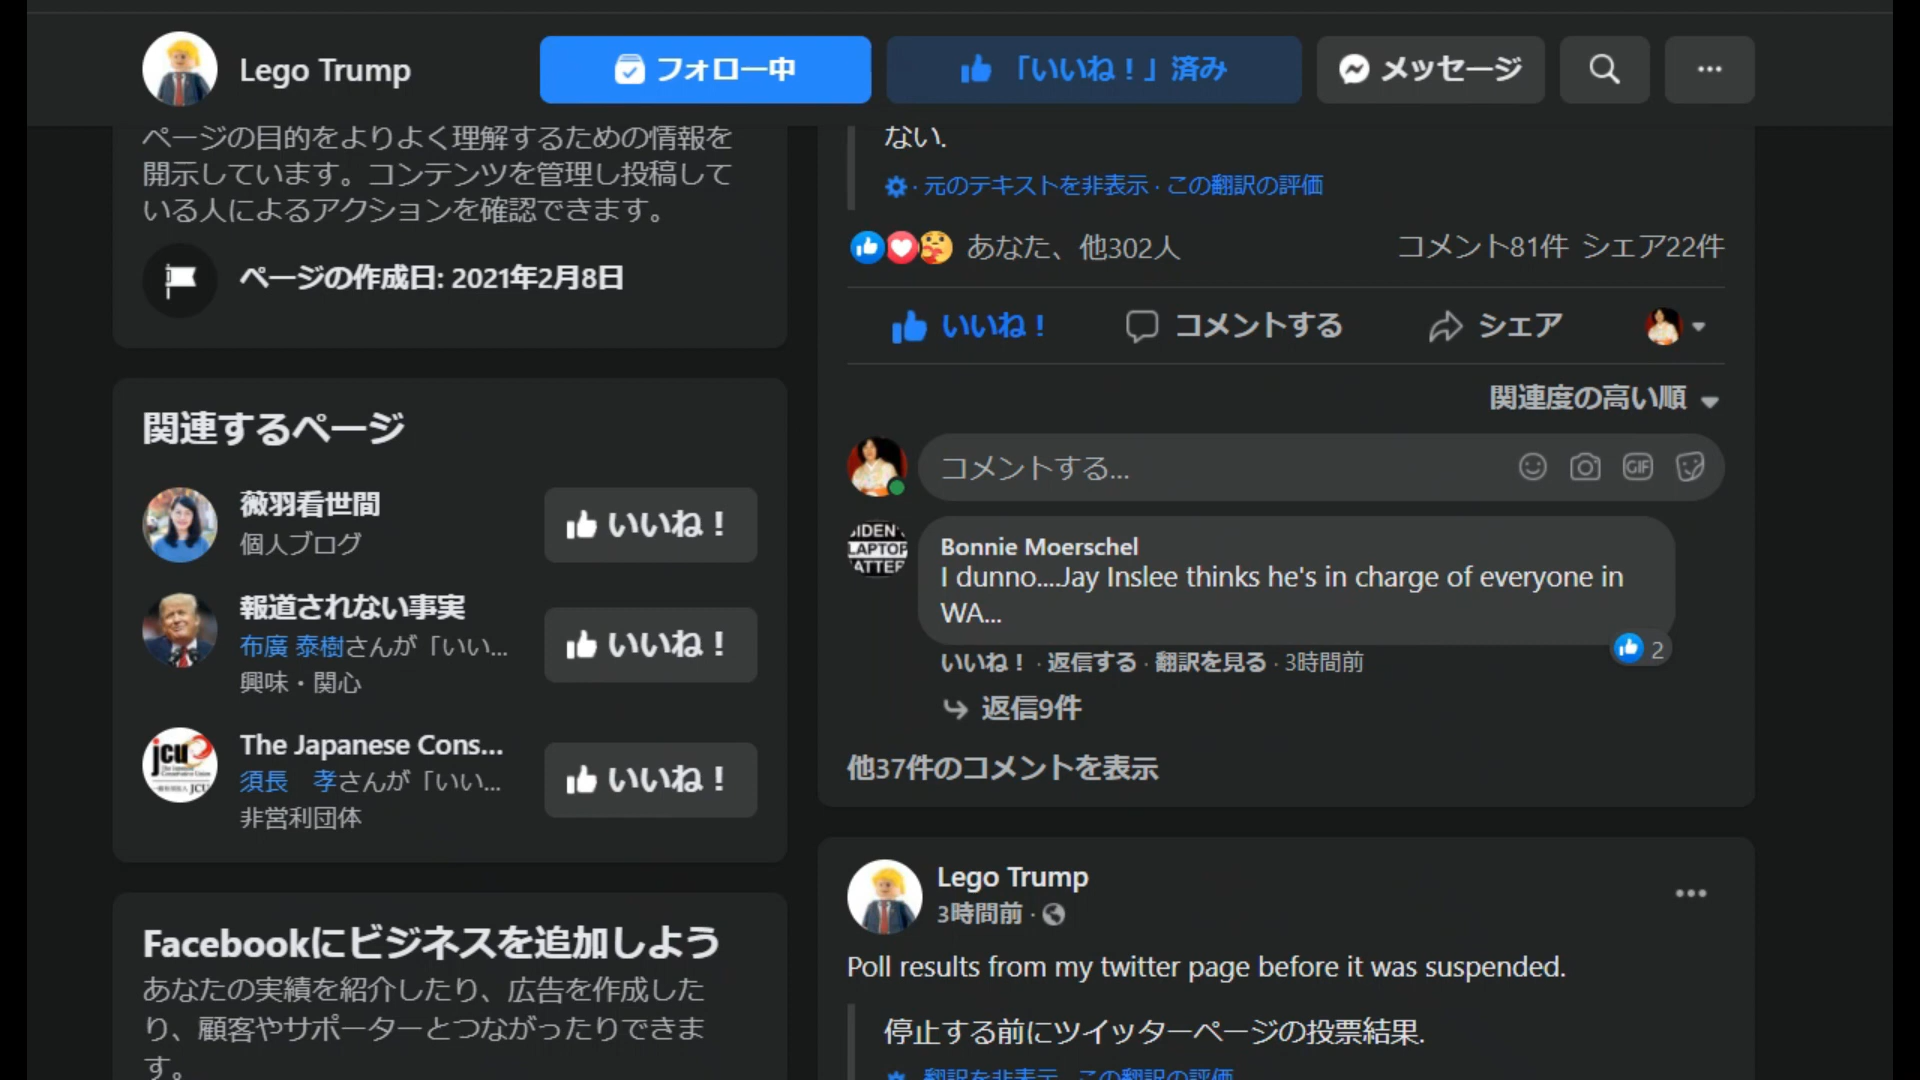 Lego Trump
フォロー中
「いいね！」済み
メッセージ
ページの目的をよりよく理解するための情報を
開示しています。コンテンツを管理し投稿して
いる人によるアクションを確認できます。
ページの作成日: 2021年2月8日
関連するページ
薇羽看世間
個人ブログ
いいね！
報道されない事実
布廣 泰樹さんが「いい...
興味・関心
いいね！
jcu
JCU
The Japanese Cons...
須長　孝さんが「いい...
非営利団体
いいね！
Facebookにビジネスを追加しよう
あなたの実績を紹介したり、広告を作成した
り、顧客やサポーターとつながったりできま
す。
ない.
· 元のテキストを非表示 · この翻訳の評価
あなた、他302人
コメント81件 シェア22件
いいね！
コメントする
シェア
関連度の高い順
コメントする...
GIF
LAPTOP
Bonnie Moerschel
I dunno....Jay Inslee thinks he's in charge of everyone in
WA...
2
いいね！ · 返信する · 翻訳を見る · 3時間前
返信9件
他37件のコメントを表示
Lego Trump
3時間前 ·
Poll results from my twitter page before it was suspended.
停止する前にツイッターページの投票結果.
· 翻訳を非表示 · この翻訳の評価